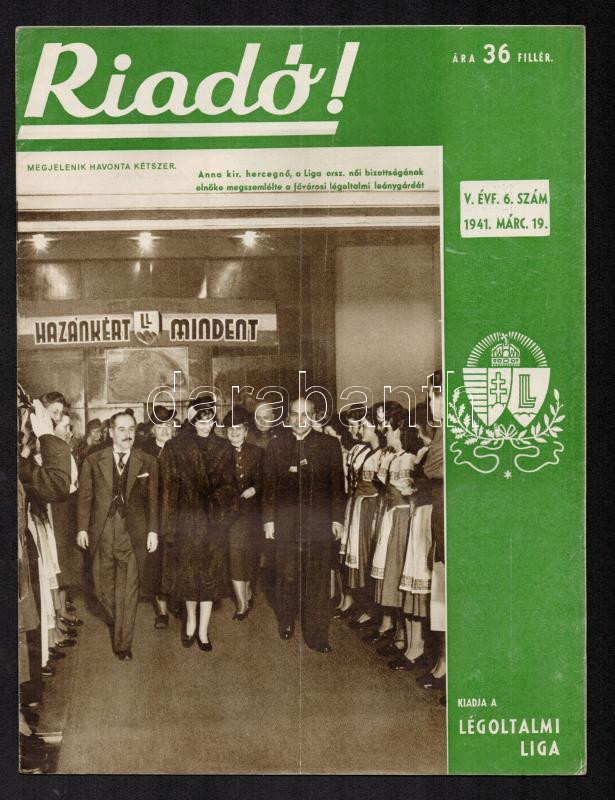 Riadó!
ÁRA 36 FILLÉR.
MEGJELENIK HAVONTA KÉTSZER.
Anna kir. hercegnő, a Liga orsz. női bizottságának
elnöke megszemlélte a fővárosi légoltalmi leánygárdát
V. ÉVF. 6. SZÁM
1941. MÁRC. 19.
HAZÁNKÉRT LL MINDENT
LL
darabanth
KIADJA A
LÉGOLTALMI
LIGA